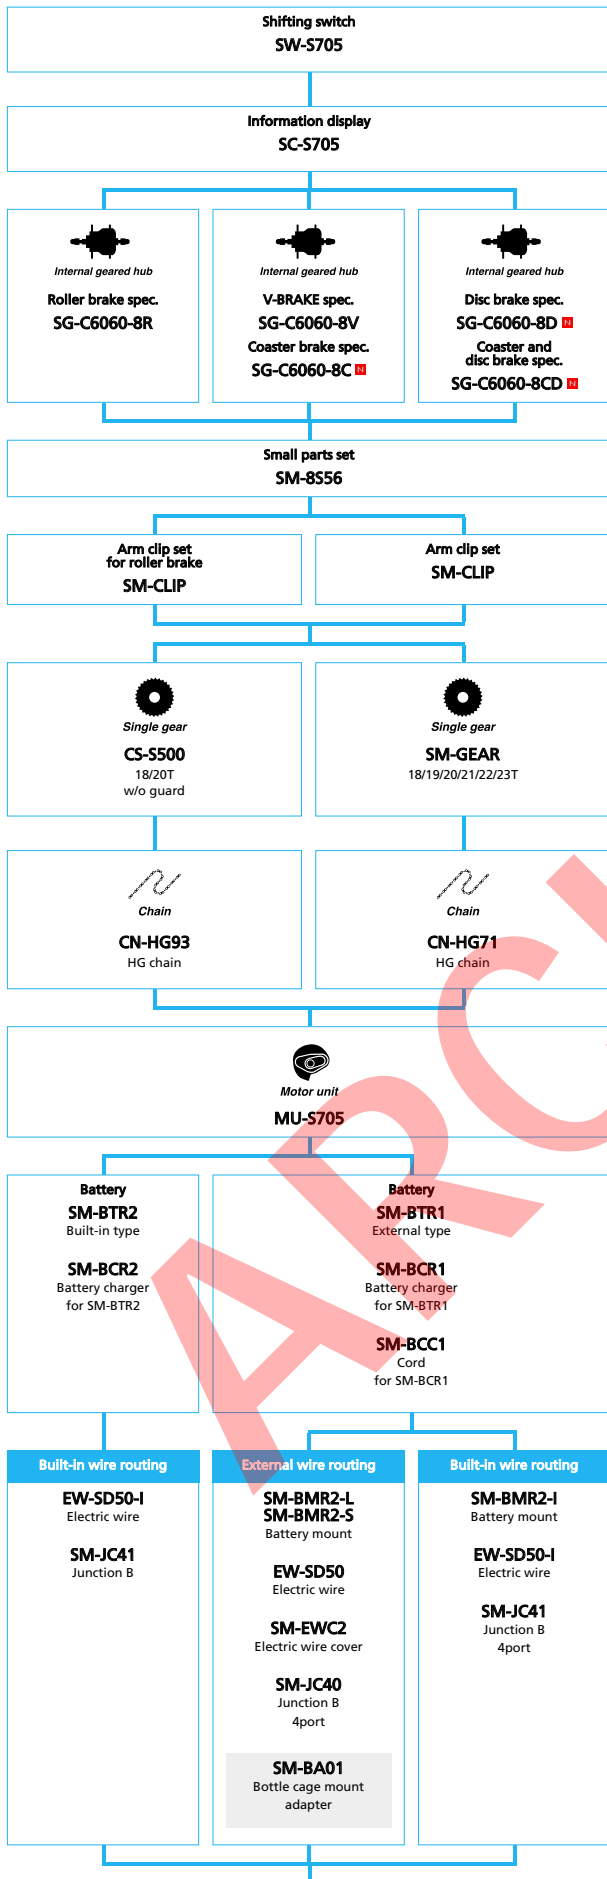 Shifting switch
SW-S705
Information display
SC-S705
Internal geared hub
Roller brake spec.
SG-C6060-8R
Internal geared hub
V-BRAKE spec.
SG-C6060-8V
Coaster brake spec.
SG-C6060-8C N
Internal geared hub
Disc brake spec.
SG-C6060-8D N
Coaster and
disc brake spec.
SG-C6060-8CD N
Small parts set
SM-8S56
Arm clip set
for roller brake
SM-CLIP
Arm clip set
SM-CLIP
Single gear
CS-S500
18/20T
w/o guard
Single gear
SM-GEAR
18/19/20/21/22/23T
Chain
CN-HG93
HG chain
Chain
CN-HG71
HG chain
Motor unit
MU-S705
Battery
SM-BTR2
Built-in type
SM-BCR2
Battery charger
for SM-BTR2
Battery
SM-BTR1
External type
SM-BCR1
Battery charger
for SM-BTR1
SM-BCC1
Cord
for SM-BCR1
Built-in wire routing
EW-SD50-I
Electric wire
SM-JC41
Junction B
External wire routing
SM-BMR2-L
SM-BMR2-S
Battery mount
EW-SD50
Electric wire
SM-EWC2
Electric wire cover
SM-JC40
Junction B
4port
SM-BA01
Bottle cage mount
adapter
Built-in wire routing
SM-BMR2-I
Battery mount
EW-SD50-I
Electric wire
SM-JC41
Junction B
4port